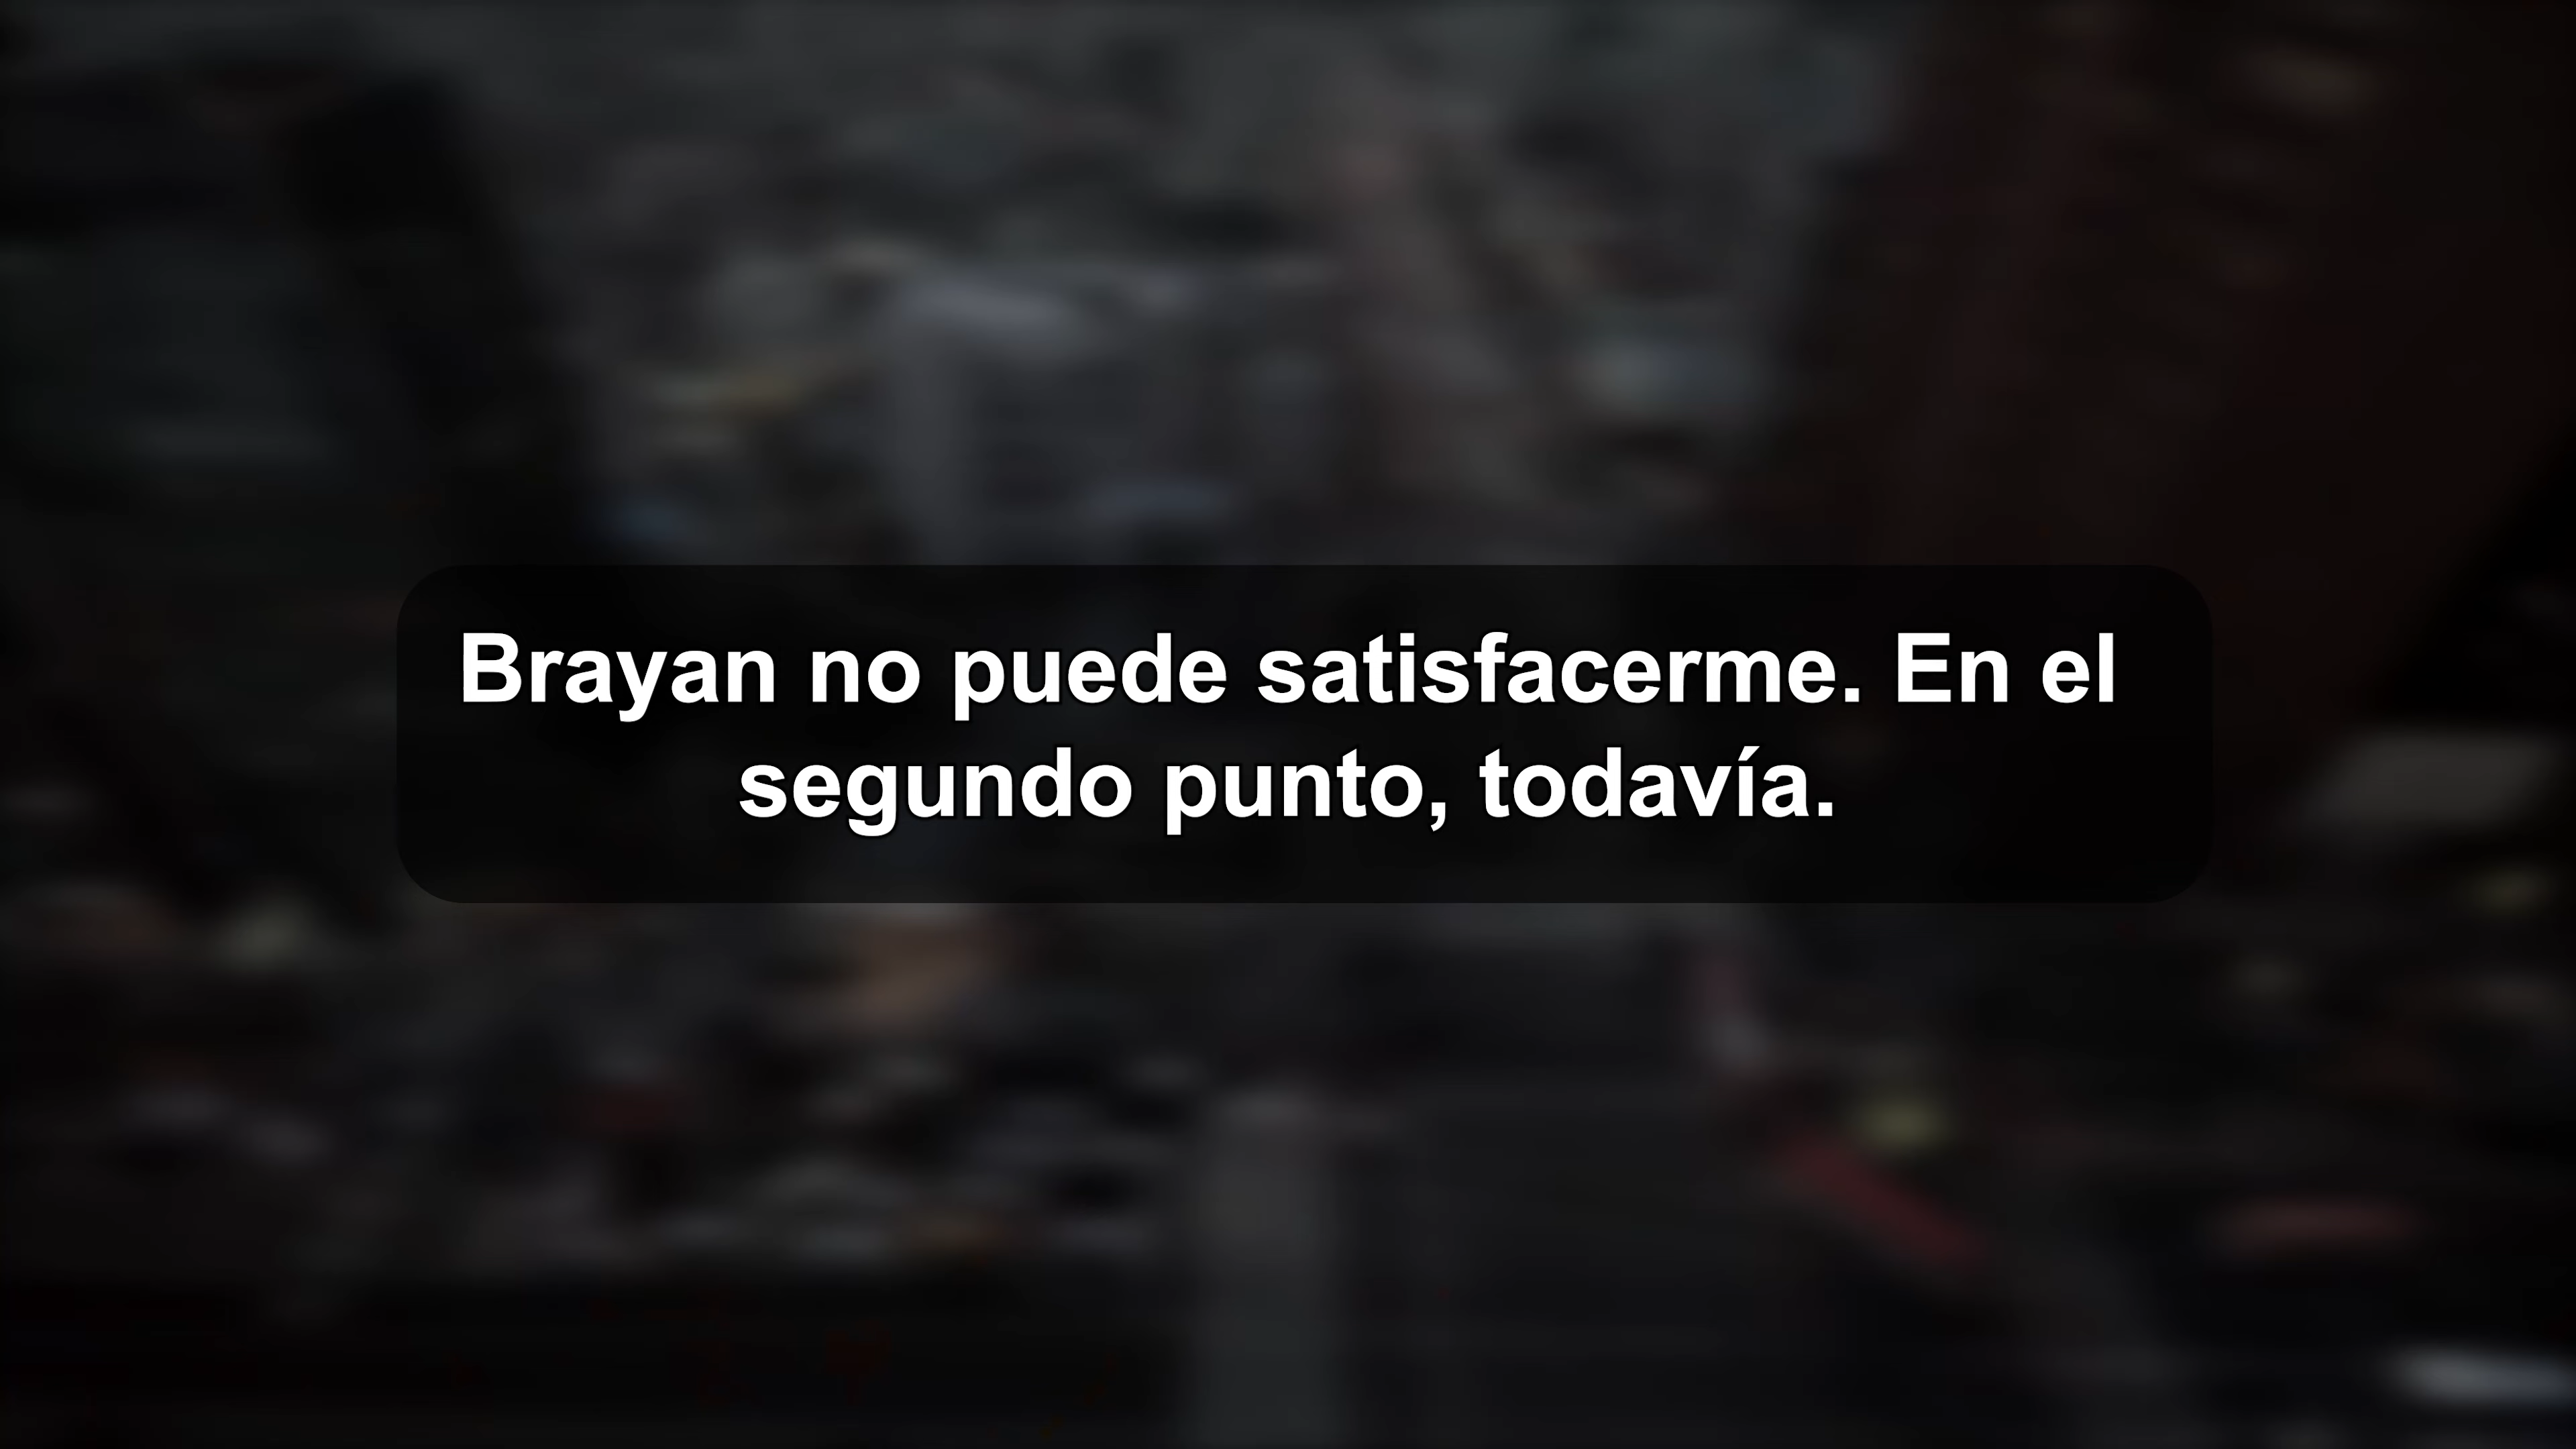 Brayan no puede satisfacerme. En el
segundo punto, todavía.